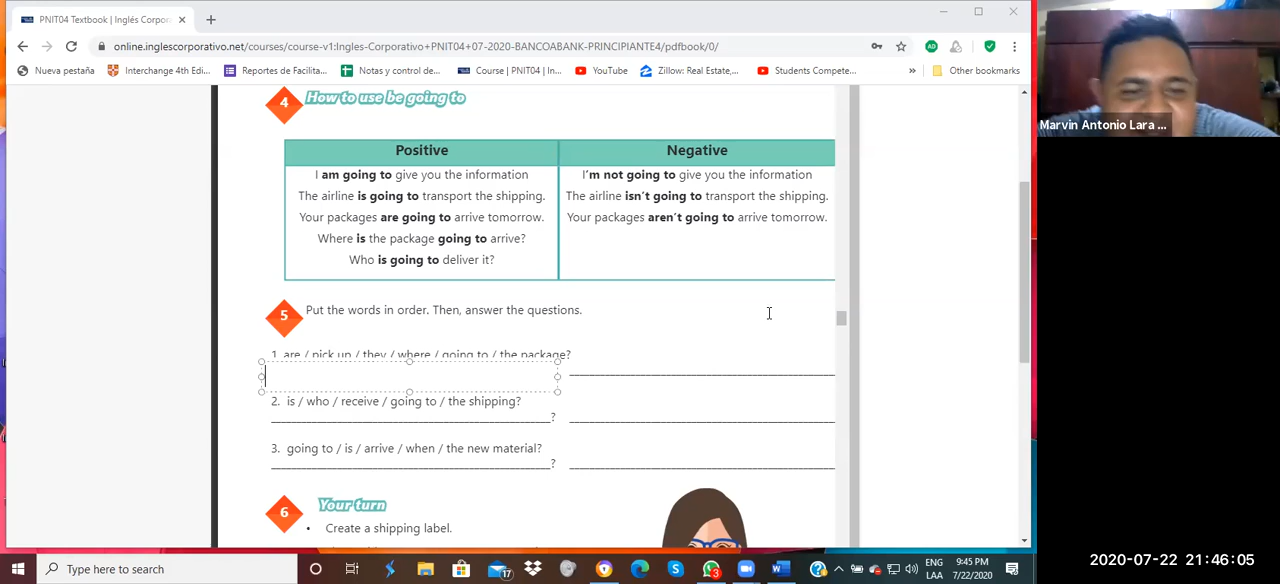 PNIT04 Textbook | Inglés Corpor
online.inglescorporativo.net/courses/course-v1:Ingles-Corporativo+PNIT04+07-2020-BANCOABANK-PRINCIPIANTE4/pdfbook/0/
Nueva pestaña
Interchange 4th Edi...
Reportes de Facilita...
Notas y control de...
Course | PNIT04 | In...
YouTube
Zillow: Real Estate,...
Students Compete...
»
Other bookmarks
Marvin Antonio Lara ...
4 How to use be going to
Positive Negative
I am going to give you the information I'm not going to give you the information
The airline is going to transport the shipping. The airline isn't going to transport the shipping.
Your packages are going to arrive tomorrow. Your packages aren't going to arrive tomorrow.
Where is the package going to arrive?
Who is going to deliver it?
5 Put the words in order. Then, answer the questions.
1. are / pick up / they / where / going to / the package?
2. is / who / receive / going to / the shipping?
?
3. going to / is / arrive / when / the new material?
?
6 Your turn
• Create a shipping label.
Type here to search
17
3
ENG
LAA
9:45 PM
7/22/2020
2020-07-22 21:46:05